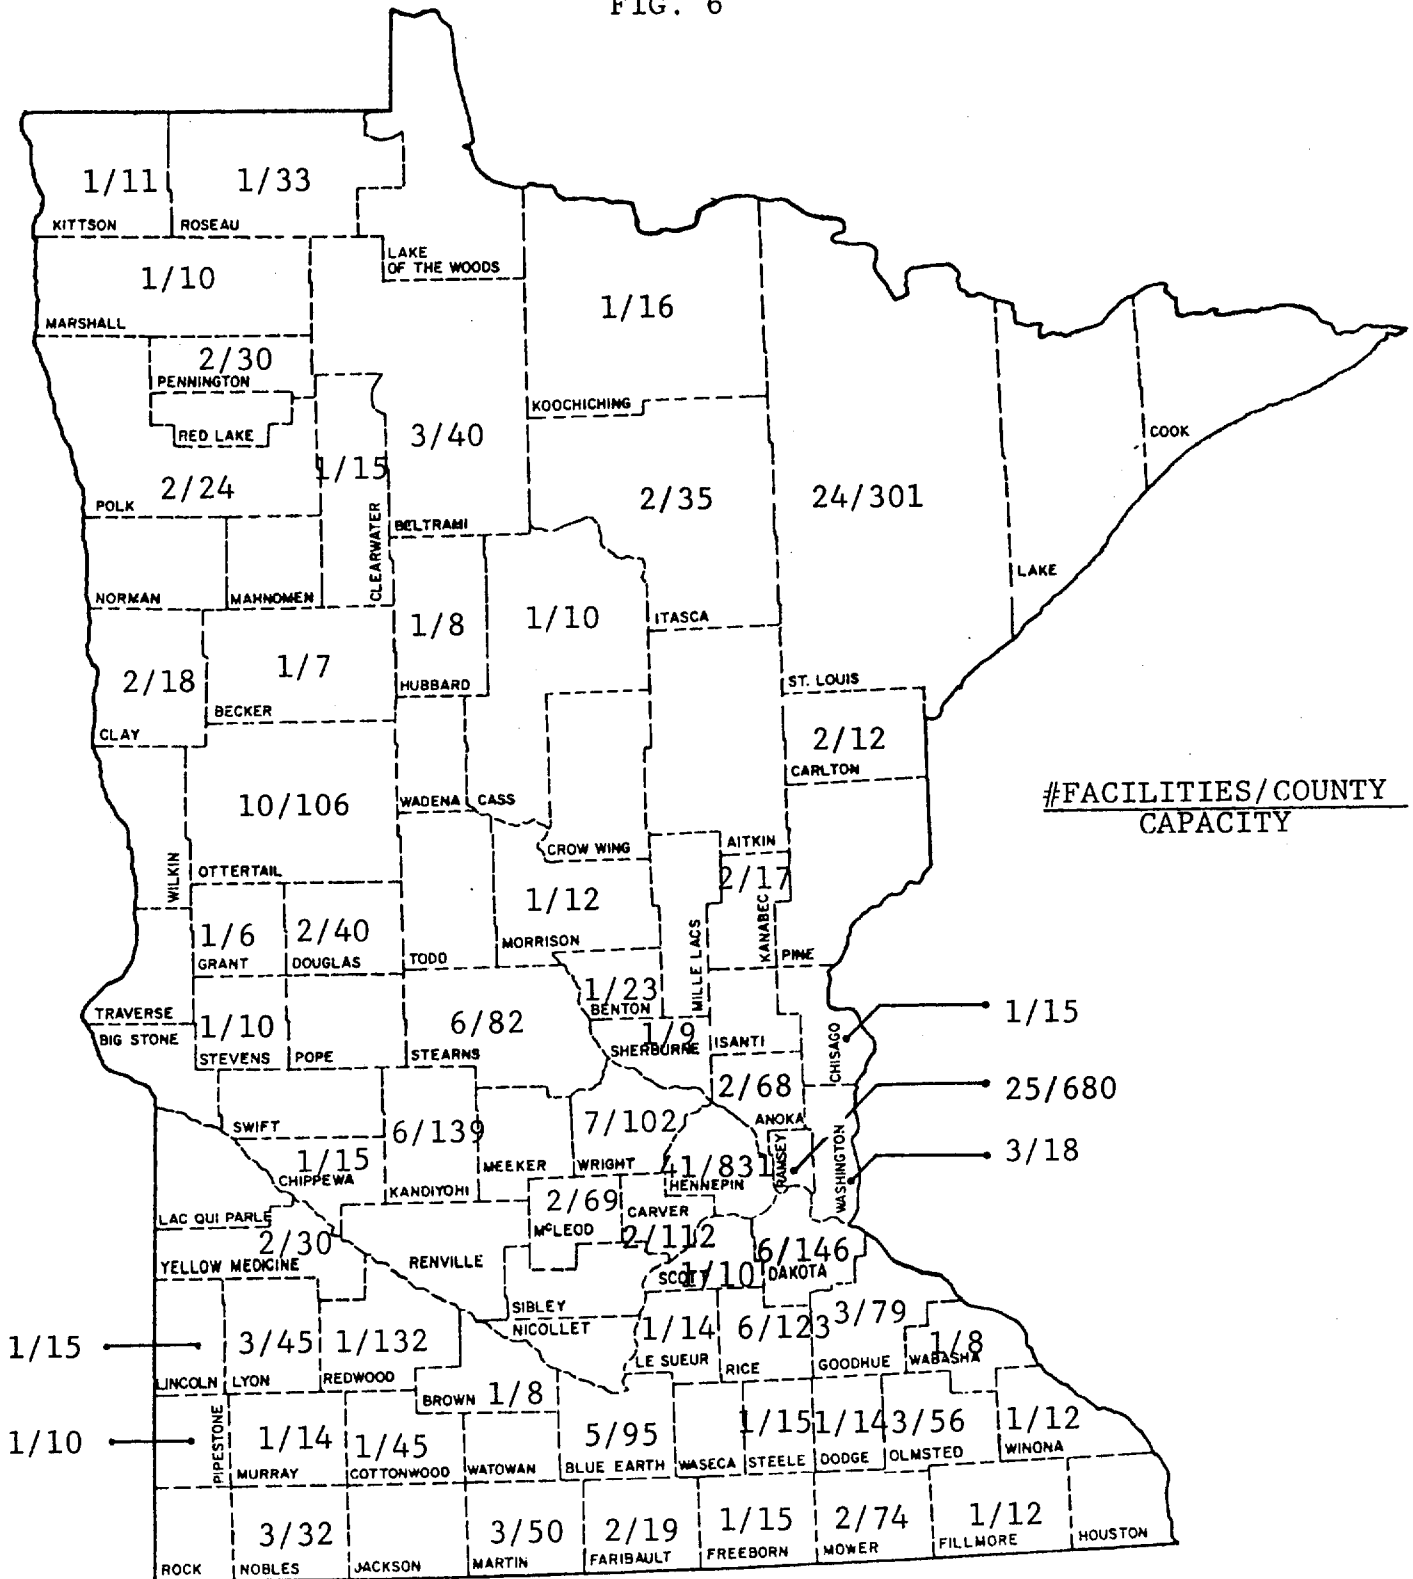 FIG. 6
1/11
1/33
KITTSON
ROSEAU
LAKE
OF THE WOODS
1/10
MARSHALL
1/16
2/30
PENNINGTON
KOOCHICHING
RED LAKE
COOK
3/40
1/15
2/24
POLK
2/35
24/301
BELTRAMI
CLEARWATER
LAKE
NORMAN
MAHNOMEN
ITASCA
1/8
1/10
2/18
1/7
HUBBARD
ST. LOUIS
BECKER
CLAY
2/12
CARLTON
10/106
WADENA
CASS
#FACILITIES/COUNTY
CAPACITY
CROW WING
AITKIN
WILKIN
OTTERTAIL
2/17
1/12
1/6
2/40
KANABEC
MORRISON
MILLE LACS
GRANT
DOUGLAS
TODD
PINE
1/23
BENTON
TRAVERSE
1/15
BIG STONE
1/10
6/82
1/9
ISANTI
CHISAGO
STEVENS
POPE
STEARNS
SHERBURNE
2/68
25/680
SWIFT
7/102
ANOKA
6/139
1/15
MEEKER
WRIGHT
41/831
RAMSEY
WASHINGTON
3/18
CHIPPEWA
KANDIYOHI
HENNEPIN
2/69
CARVER
LAC QUI PARLE
McLEOD
2/30
2/112
6/146
YELLOW MEDICINE
RENVILLE
SCOTT
1/10
DAKOTA
SIBLEY
NICOLLET
3/79
1/15
3/45
1/132
1/14
6/123
1/8
LE SUEUR
RICE
GOODHUE
WABASHA
LINCOLN
LYON
REDWOOD
BROWN
1/8
1/10
PIPESTONE
1/14
1/45
5/95
1/15
1/14
3/56
1/12
MURRAY
COTTONWOOD
WATOWAN
BLUE EARTH
WASECA
STEELE
DODGE
OLMSTED
WINONA
3/32
3/50
2/19
1/15
2/74
1/12
ROCK
NOBLES
JACKSON
MARTIN
FARIBAULT
FREEBORN
MOWER
FILLMORE
HOUSTON